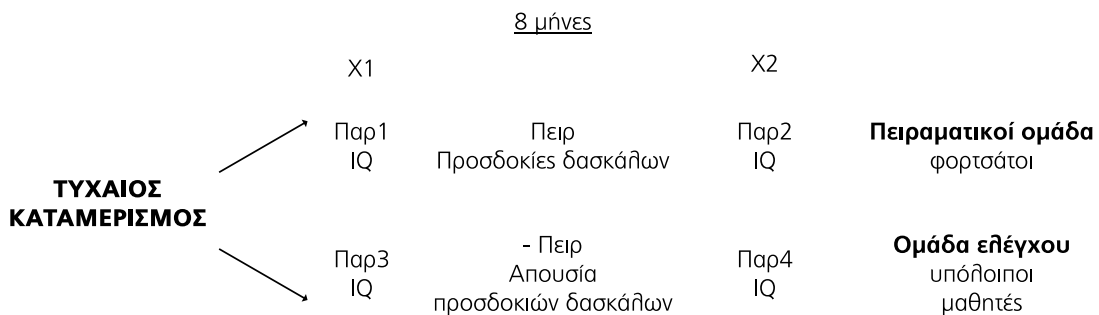 8 μήνες
Χ1 Χ2
Παρ1 Πειρ Παρ2 Πειραματικοί ομάδα
IQ Προσδοκίες δασκάλων IQ φορτσάτοι
ΤΥΧΑΙΟΣ
ΚΑΤΑΜΕΡΙΣΜΟΣ
Παρ3 - Πειρ Παρ4 Ομάδα ελέγχου
IQ Απουσία IQ υπόλοιποι
προσδοκιών δασκάλων μαθητές